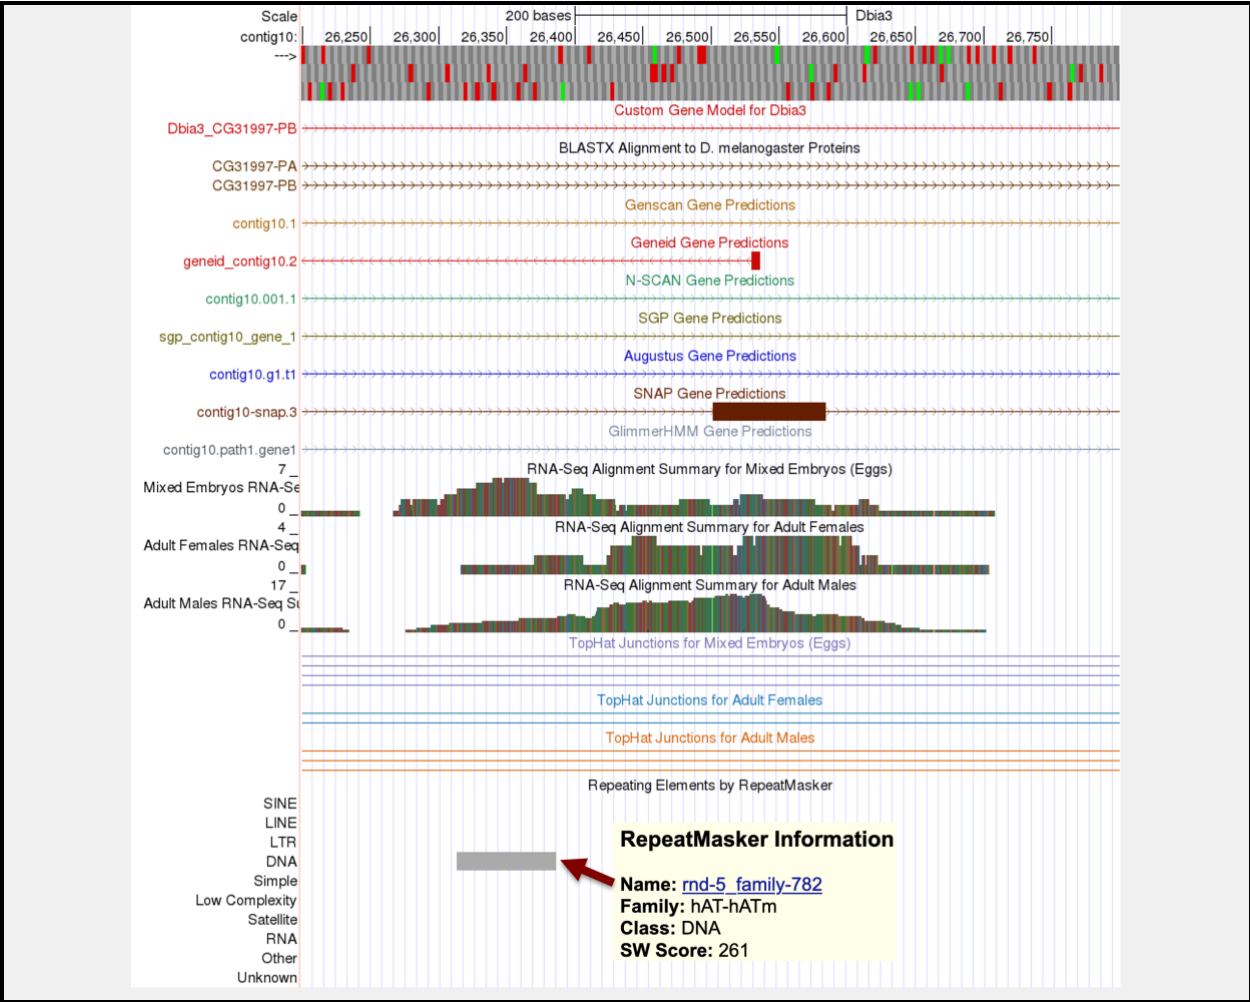 Scale 200 bases Dbia3
contig10: 26,250 26,300 26,350 26,400 26,450 26,500 26,550 26,600 26,650 26,700 26,750
--->
Custom Gene Model for Dbia3
Dbia3_CG31997-PB
BLASTX Alignment to D. melanogaster Proteins
CG31997-PA
CG31997-PB
Genscan Gene Predictions
contig10.1
Geneid Gene Predictions
geneid_contig10.2
N-SCAN Gene Predictions
contig10.001.1
SGP Gene Predictions
sgp_contig10_gene_1
Augustus Gene Predictions
contig10.g1.t1
SNAP Gene Predictions
contig10-snap.3
GlimmerHMM Gene Predictions
contig10.path1.gene1
RNA-Seq Alignment Summary for Mixed Embryos (Eggs)
7 _
Mixed Embryos RNA-Se
0 _
RNA-Seq Alignment Summary for Adult Females
4 _
Adult Females RNA-Seq
0 _
RNA-Seq Alignment Summary for Adult Males
17 _
Adult Males RNA-Seq Su
0 _
TopHat Junctions for Mixed Embryos (Eggs)
TopHat Junctions for Adult Females
TopHat Junctions for Adult Males
Repeating Elements by RepeatMasker
SINE
LINE
LTR
DNA
Simple
Low Complexity
Satellite
RNA
Other
Unknown
RepeatMasker Information
Name: rnd-5_family-782
Family: hAT-hATm
Class: DNA
SW Score: 261